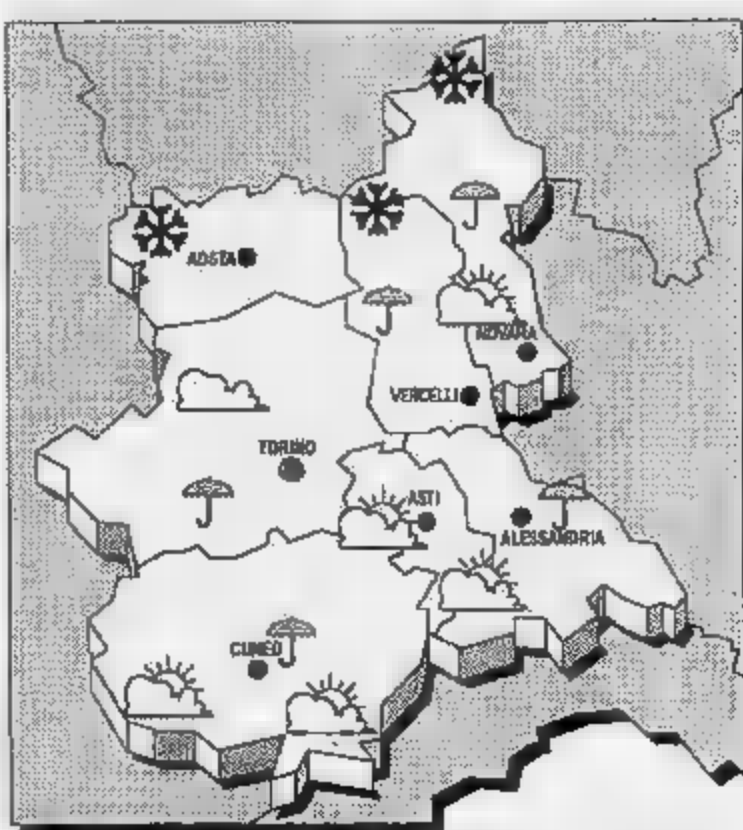 AOSTA
NOVARA
VERCELLI
TORINO
ASTI
ALESSANDRIA
CUNEO